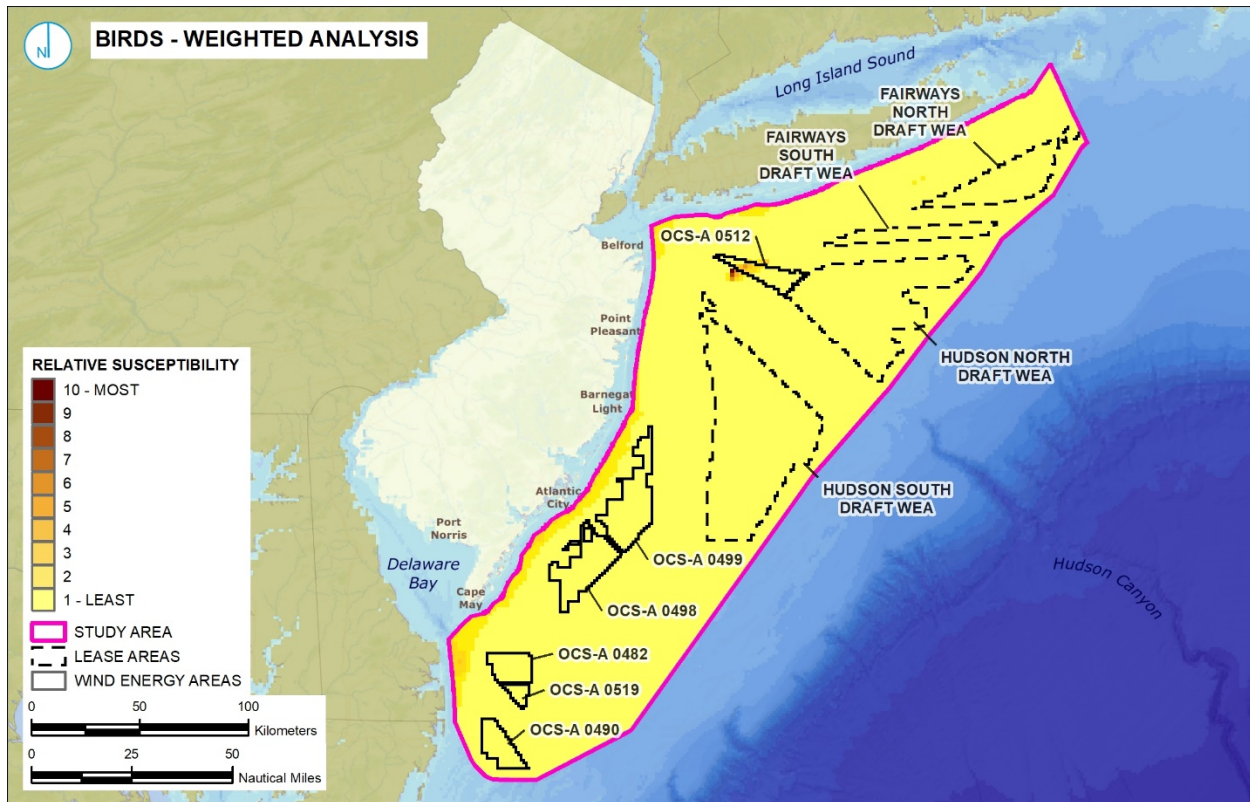 N
BIRDS - WEIGHTED ANALYSIS
Long Island Sound
FAIRWAYS
NORTH
DRAFT WEA
FAIRWAYS
SOUTH
DRAFT WEA
OCS-A 0512
Belford
Point
Pleasant
HUDSON NORTH
DRAFT WEA
Barnegat
Light
HUDSON SOUTH
DRAFT WEA
Atlantic
City
Port
Norris
OCS-A 0499
Delaware
Bay
Hudson Canyon
Cape
May
OCS-A 0498
OCS-A 0482
OCS-A 0519
OCS-A 0490
RELATIVE SUSCEPTIBILITY
10 - MOST
9
8
7
6
5
4
3
2
1 - LEAST
STUDY AREA
LEASE AREAS
WIND ENERGY AREAS
0 50 100
Kilometers
0 25 50
Nautical Miles